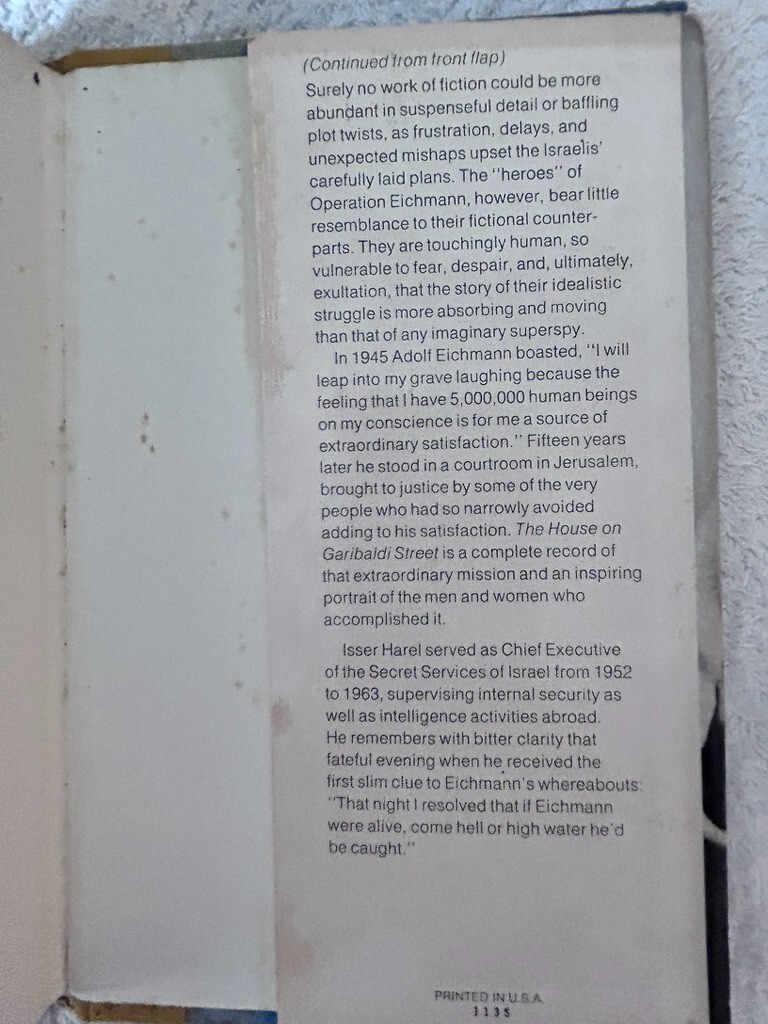 (Continued from front flap)
Surely no work of fiction could be more
abundant in suspenseful detail or baffling
plot twists, as frustration, delays, and
unexpected mishaps upset the Israelis'
carefully laid plans. The "heroes" of
Operation Eichmann, however, bear little
resemblance to their fictional counter-
parts. They are touchingly human, so
vulnerable to fear, despair, and, ultimately,
exultation, that the story of their idealistic
struggle is more absorbing and moving
than that of any imaginary superspy.
In 1945 Adolf Eichmann boasted, "I will
leap into my grave laughing because the
feeling that I have 5,000,000 human beings
on my conscience is for me a source of
extraordinary satisfaction." Fifteen years
later he stood in a courtroom in Jerusalem,
brought to justice by some of the very
people who had so narrowly avoided
adding to his satisfaction. The House on
Garibaldi Street is a complete record of
that extraordinary mission and an inspiring
portrait of the men and women who
accomplished it.
Isser Harel served as Chief Executive
of the Secret Services of Israel from 1952
to 1963, supervising internal security as
well as intelligence activities abroad.
He remembers with bitter clarity that
fateful evening when he received the
first slim clue to Eichmann's whereabouts:
"That night I resolved that if Eichmann
were alive, come hell or high water he'd
be caught."
PRINTED IN U.S.A.
1135